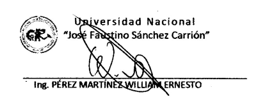 Universidad Nacional
"José Faustino Sánchez Carrión"
Ing. PÉREZ MARTÍNEZ WILLIAM ERNESTO